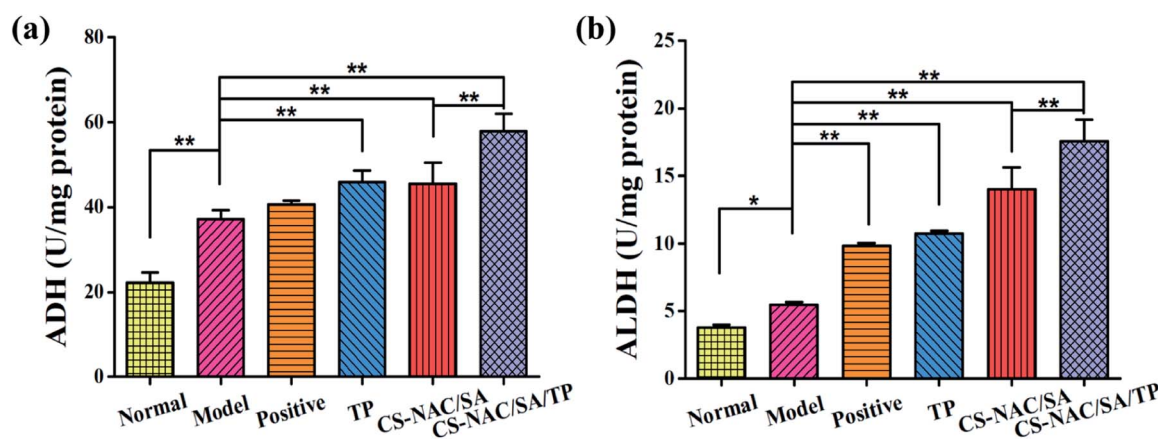 (a)
ADH (U/mg protein)
80
60
40
20
0
**
**
**
**
**
Normal
Model
Positive
TP
CS-NAC/SA
CS-NAC/SA/TP
(b)
ALDH (U/mg protein)
25
20
15
10
5
0
**
**
**
**
**
*
Normal
Model
Positive
TP
CS-NAC/SA
CS-NAC/SA/TP